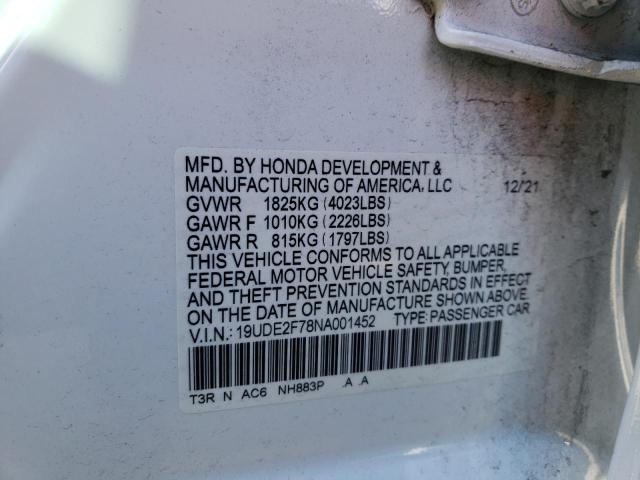 MFD. BY HONDA DEVELOPMENT &
MANUFACTURING OF AMERICA, LLC 12/21
GVWR 1825KG (4023LBS)
GAWR F 1010KG (2226LBS)
GAWR R 815KG (1797LBS)
THIS VEHICLE CONFORMS TO ALL APPLICABLE
FEDERAL MOTOR VEHICLE SAFETY, BUMPER,
AND THEFT PREVENTION STANDARDS IN EFFECT
ON THE DATE OF MANUFACTURE SHOWN ABOVE.
V.I.N.: 19UDE2F78NA001452 TYPE: PASSENGER CAR
T3R N AC6 NH883P .A .A